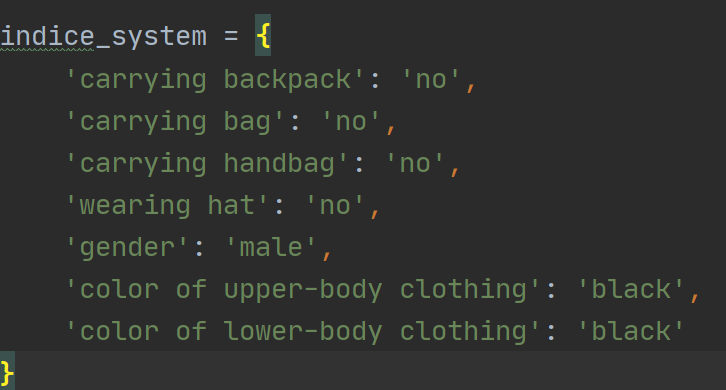 indice_system = {
    'carrying backpack': 'no',
    'carrying bag': 'no',
    'carrying handbag': 'no',
    'wearing hat': 'no',
    'gender': 'male',
    'color of upper-body clothing': 'black',
    'color of lower-body clothing': 'black'
}